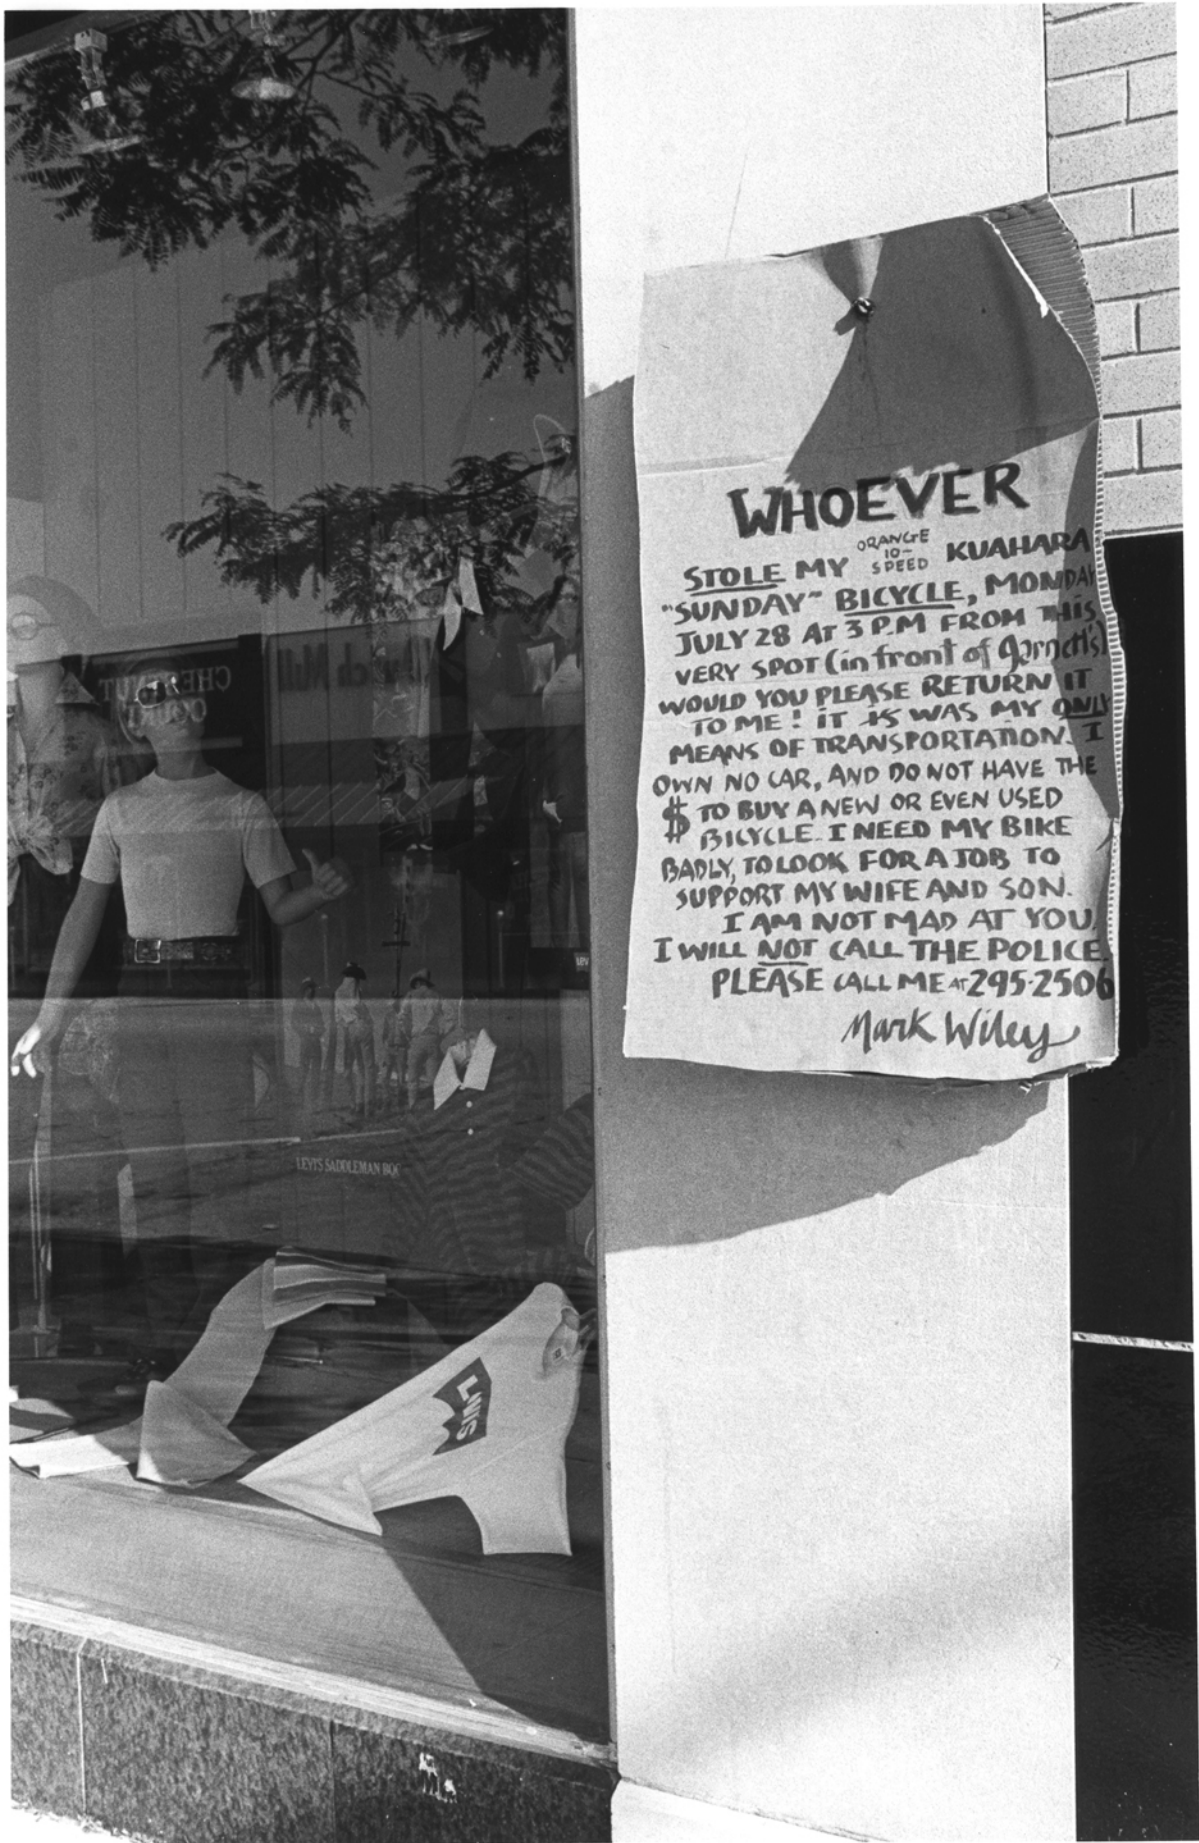 CHESTNUT
COURT
LEVI'S SADDLEMAN BOO
LEVI'S
WHOEVER
STOLE MY ORANGE 10-SPEED KUAHARA
"SUNDAY" BICYCLE, MONDAY
JULY 28 AT 3 P.M FROM THIS
VERY SPOT (in front of Garnett's)
WOULD YOU PLEASE RETURN IT
TO ME! IT IS WAS MY ONLY
MEANS OF TRANSPORTATION. I
OWN NO CAR, AND DO NOT HAVE THE
$ TO BUY A NEW OR EVEN USED
BICYCLE. I NEED MY BIKE
BADLY, TO LOOK FOR A JOB TO
SUPPORT MY WIFE AND SON.
I AM NOT MAD AT YOU.
I WILL NOT CALL THE POLICE.
PLEASE CALL ME AT 295-2506
Mark Wiley